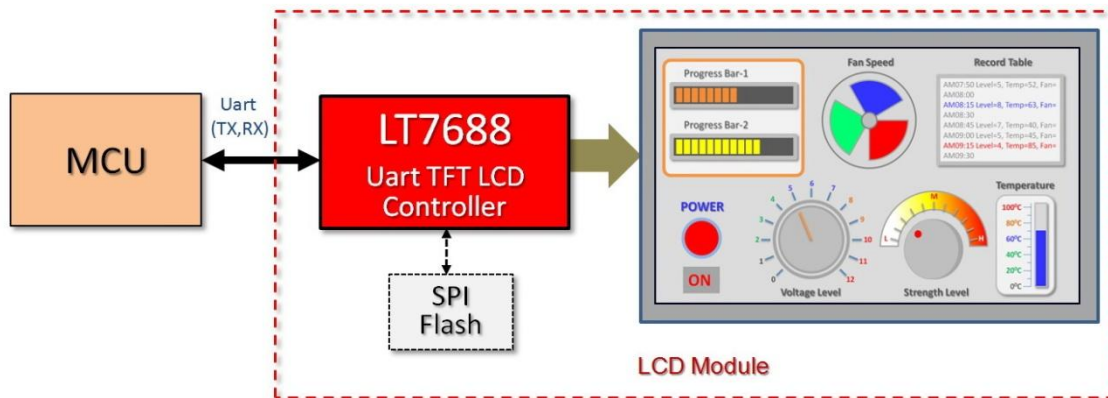 MCU
Uart
(TX,RX)
LT7688
Uart TFT LCD
Controller
SPI
Flash
Progress Bar-1
Progress Bar-2
Fan Speed
Record Table
AM07:50 Level=5, Temp=52, Fan=
AM08:00
AM08:15 Level=8, Temp=63, Fan=
AM08:30
AM08:45 Level=7, Temp=40, Fan=
AM09:00 Level=5, Temp=45, Fan=
AM09:15 Level=4, Temp=85, Fan=
AM09:30
POWER
ON
0
1
2
3
4
5
6
7
8
9
10
11
12
Voltage Level
L
M
H
Strength Level
Temperature
100°C
80°C
60°C
40°C
20°C
0°C
LCD Module